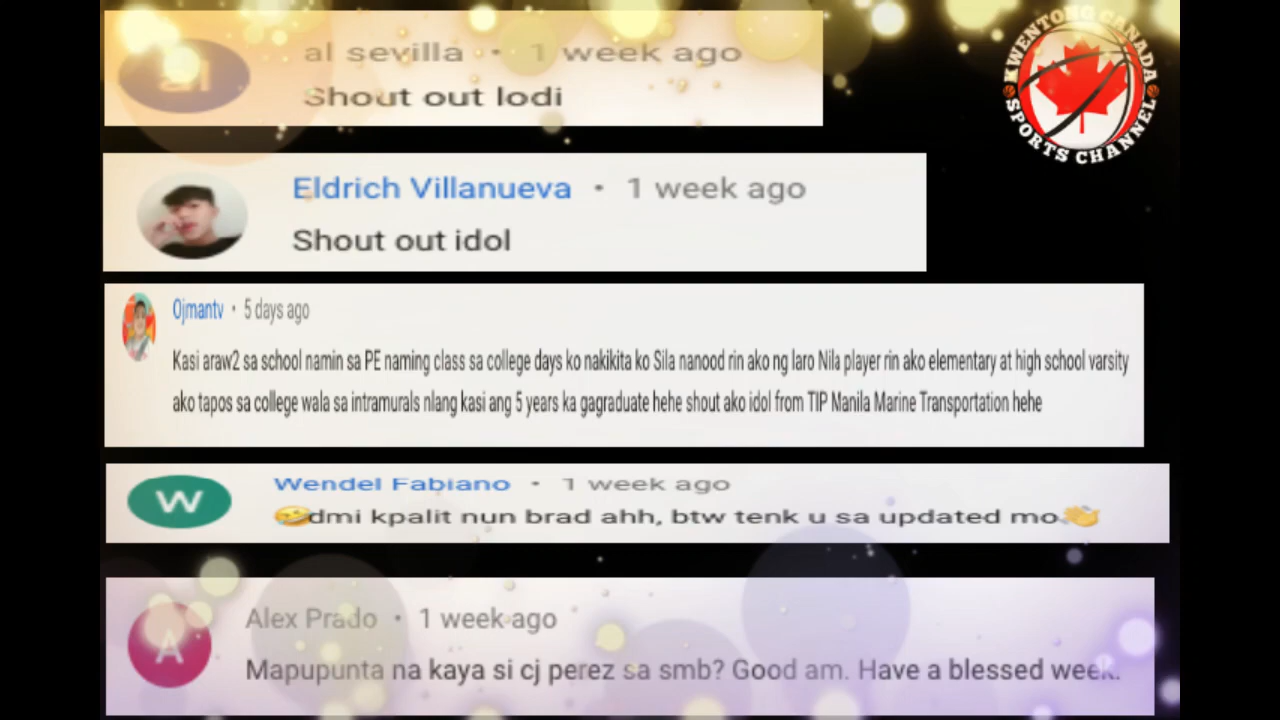 al sevilla • 1 week ago
Shout out lodi
KWENTONG CANADA
SPORTS CHANNEL
Eldrich Villanueva • 1 week ago
Shout out idol
Ojmantv • 5 days ago
Kasi araw2 sa school namin sa PE naming class sa college days ko nakikita ko Sila nanood rin ako ng laro Nila player rin ako elementary at high school varsity
ako tapos sa college wala sa intramurals nlang kasi ang 5 years ka gagraduate hehe shout ako idol from TIP Manila Marine Transportation hehe
W
Wendel Fabiano • 1 week ago
🤣dmi kpalit nun brad ahh, btw tenk u sa updated mo👏
A
Alex Prado • 1 week ago
Mapupunta na kaya si cj perez sa smb? Good am. Have a blessed week.